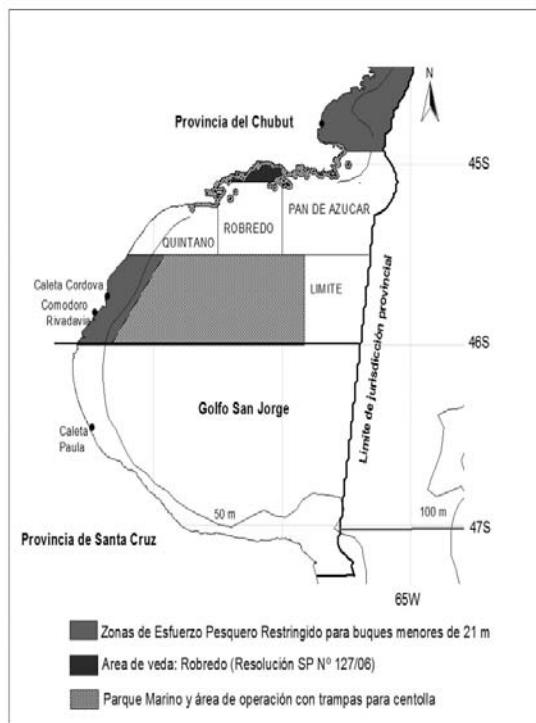 N
Provincia del Chubut
45S
PAN DE AZUCAR
ROBREDO
QUINTANO
Caleta Cordova
LIMITE
Comodoro
Rivadavia
Limite de jurisdicción provincial
46S
Golfo San Jorge
Caleta
Paula
50 m
100 m
47S
Provincia de Santa Cruz
65W
Zonas de Esfuerzo Pesquero Restringido para buques menores de 21 m
Area de veda: Robredo (Resolución SP Nº 127/06)
Parque Marino y área de operación con trampas para centolla